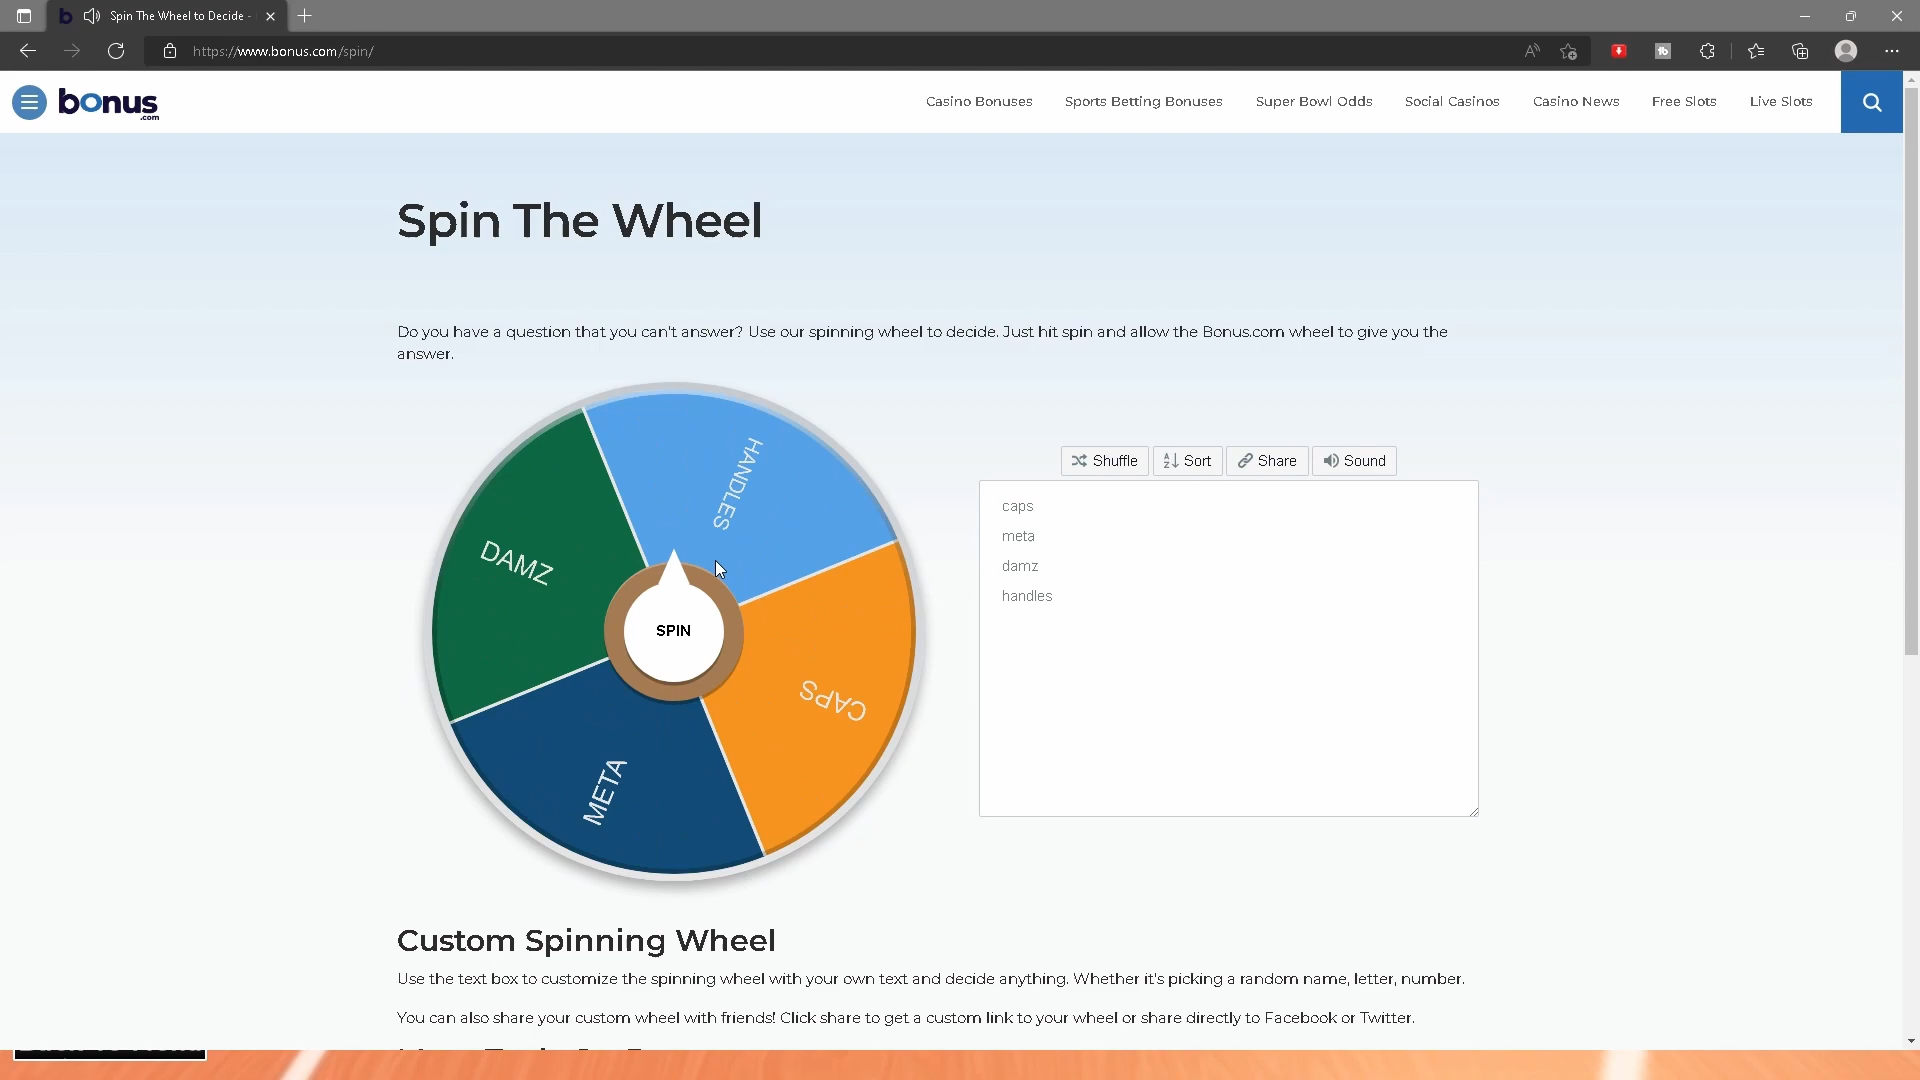 Spin The Wheel to Decide -
https://www.bonus.com/spin/
bonus
.com
Casino Bonuses
Sports Betting Bonuses
Super Bowl Odds
Social Casinos
Casino News
Free Slots
Live Slots
Spin The Wheel
Do you have a question that you can't answer? Use our spinning wheel to decide. Just hit spin and allow the Bonus.com wheel to give you the
answer.
HANDLES
DAMZ
SPIN
CAPS
META
Shuffle
Sort
Share
Sound
caps
meta
damz
handles
Custom Spinning Wheel
Use the text box to customize the spinning wheel with your own text and decide anything. Whether it's picking a random name, letter, number.
You can also share your custom wheel with friends! Click share to get a custom link to your wheel or share directly to Facebook or Twitter.